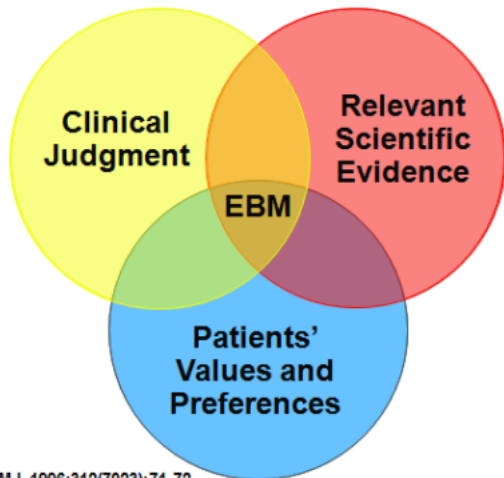 Clinical
Judgment
Relevant
Scientific
Evidence
EBM
Patients’
Values and
Preferences